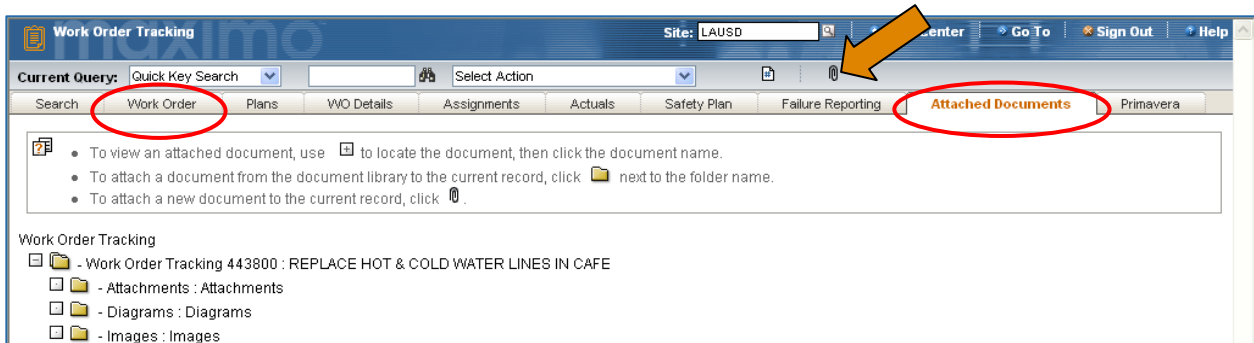 maximo
Work Order Tracking Site: LAUSD enter Go To Sign Out Help
Current Query: Quick Key Search Select Action
Search Work Order Plans WO Details Assignments Actuals Safety Plan Failure Reporting Attached Documents Primavera
• To view an attached document, use to locate the document, then click the document name.
• To attach a document from the document library to the current record, click next to the folder name.
• To attach a new document to the current record, click .
Work Order Tracking
- Work Order Tracking 443800 : REPLACE HOT & COLD WATER LINES IN CAFE
- Attachments : Attachments
- Diagrams : Diagrams
- Images : Images